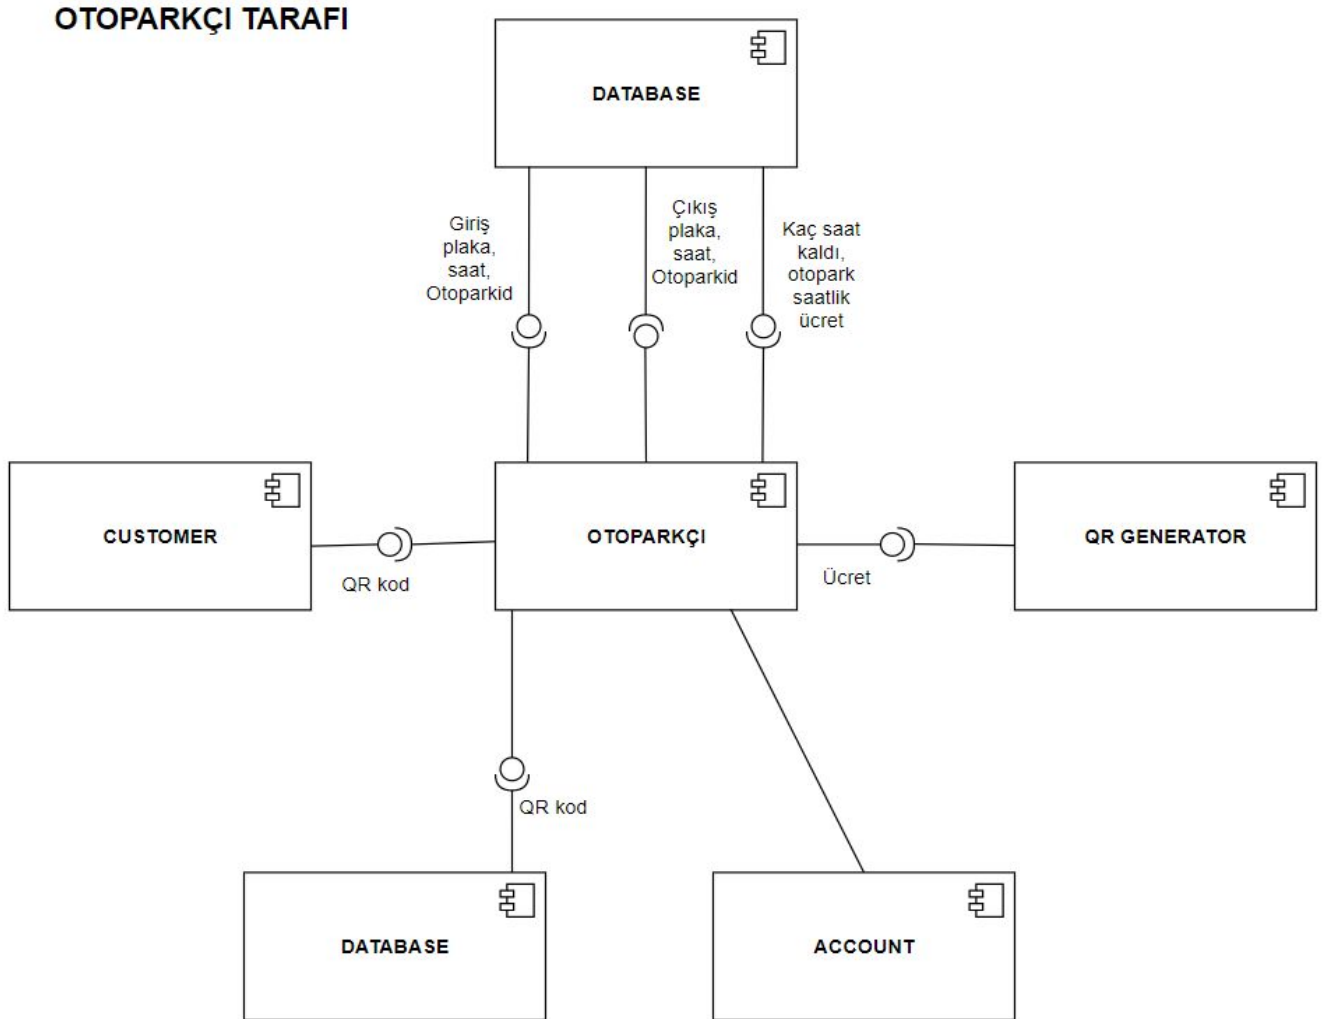 OTOPARKÇI TARAFI
DATABASE
Giriş
plaka,
saat,
Otoparkid
Çıkış
plaka,
saat,
Otoparkid
Kaç saat
kaldı,
otopark
saatlik
ücret
CUSTOMER
QR kod
OTOPARKÇI
Ücret
QR GENERATOR
QR kod
DATABASE
ACCOUNT